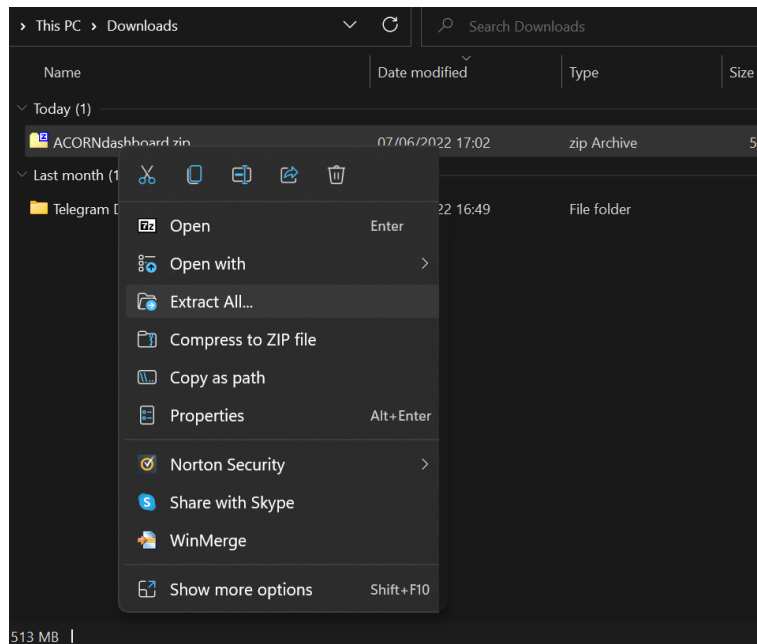 This PC > Downloads
Search Downloads
Name Date modified Type Size
Today (1)
ACORNdashboard.zip 07/06/2022 17:02 zip Archive 5
Last month (1
Telegram D 22 16:49 File folder
Open Enter
Open with
Extract All...
Compress to ZIP file
Copy as path
Properties Alt+Enter
Norton Security
Share with Skype
WinMerge
Show more options Shift+F10
513 MB